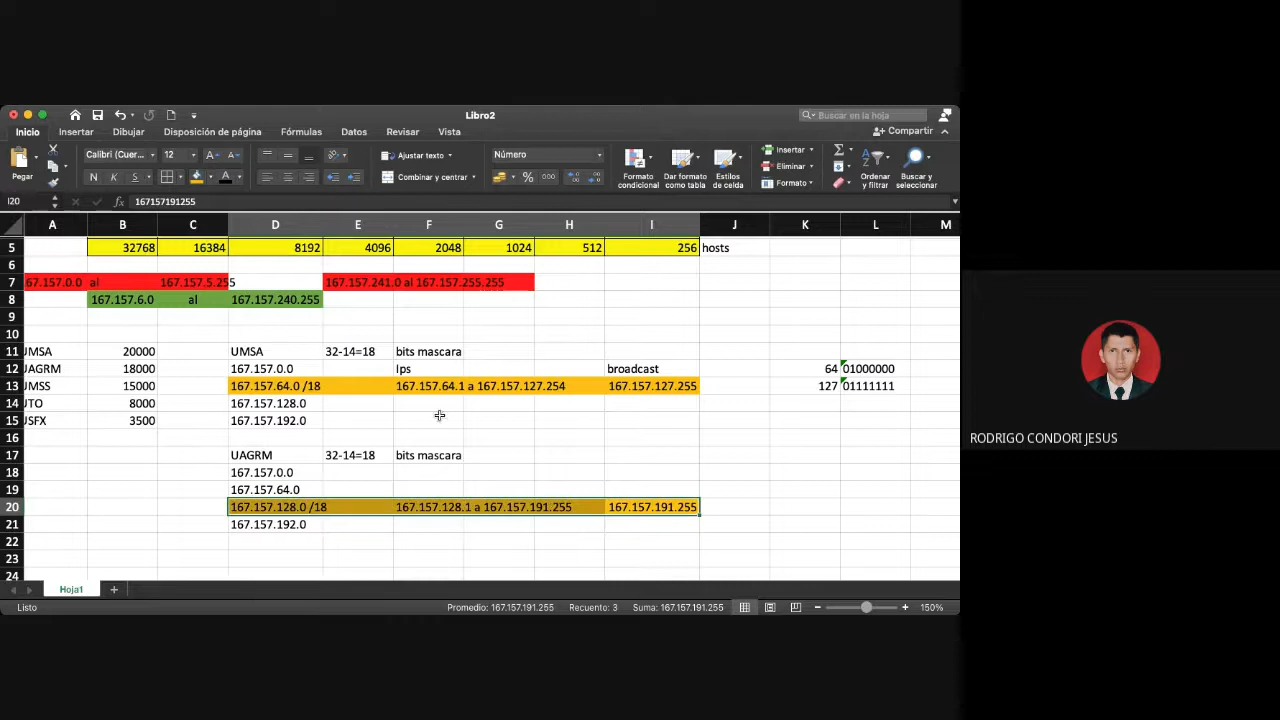 Libro2
Buscar en la hoja
Inicio Insertar Dibujar Disposición de página Fórmulas Datos Revisar Vista Compartir
Pegar Calibri (Cuer... 12 A A Ajustar texto Número Insertar
N K S A Combinar y centrar % 000 Formato condicional Dar formato como tabla Estilos de celda Eliminar Formato Ordenar y filtrar Buscar y seleccionar
I20 fx 167157191255
A B C D E F G H I J K L M
5 32768 16384 8192 4096 2048 1024 512 256 hosts
6
7 67.157.0.0 al 167.157.5.255 167.157.241.0 al 167.157.255.255
8 167.157.6.0 al 167.157.240.255
9
10
11 UMSA 20000 UMSA 32-14=18 bits mascara
12 UAGRM 18000 167.157.0.0 Ips broadcast 64 01000000
13 UMSS 15000 167.157.64.0 /18 167.157.64.1 a 167.157.127.254 167.157.127.255 127 01111111
14 UTO 8000 167.157.128.0
15 USFX 3500 167.157.192.0
16
17 UAGRM 32-14=18 bits mascara
18 167.157.0.0
19 167.157.64.0
20 167.157.128.0 /18 167.157.128.1 a 167.157.191.255 167.157.191.255
21 167.157.192.0
22
23
24
Hoja1
Listo Promedio: 167.157.191.255 Recuento: 3 Suma: 167.157.191.255 150%
RODRIGO CONDORI JESUS